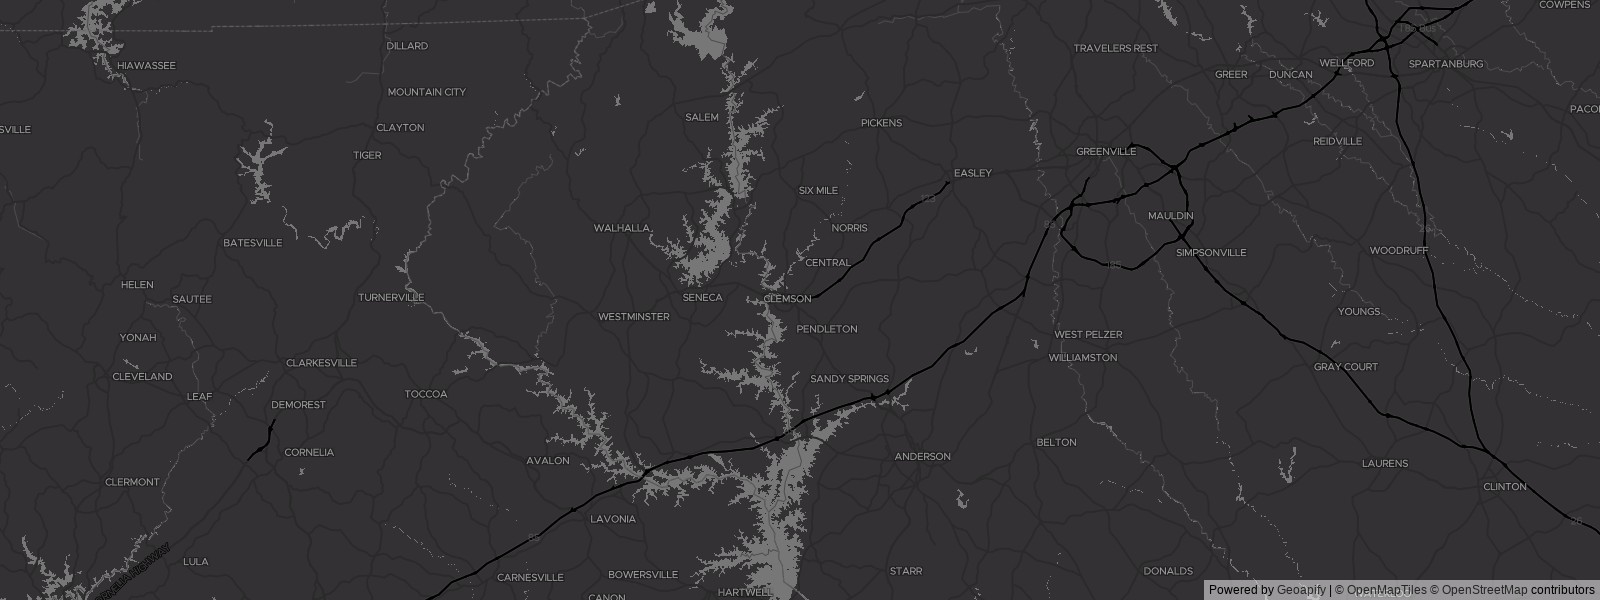 COWPENS
DILLARD
TRAVELERS REST
HIAWASSEE
WELLFORD
SPARTANBURG
GREER
DUNCAN
MOUNTAIN CITY
SALEM
PICKENS
CLAYTON
REIDVILLE
TIGER
GREENVILLE
EASLEY
SIX MILE
MAULDIN
WALHALLA
NORRIS
BATESVILLE
WOODRUFF
SIMPSONVILLE
CENTRAL
HELEN
SAUTEE
TURNERVILLE
SENECA
CLEMSON
YOUNGS
WESTMINSTER
PENDLETON
WEST PELZER
YONAH
WILLIAMSTON
CLARKESVILLE
GRAY COURT
CLEVELAND
SANDY SPRINGS
TOCCOA
LEAF
DEMOREST
BELTON
CORNELIA
ANDERSON
AVALON
LAURENS
CLERMONT
CLINTON
LAVONIA
LULA
STARR
DONALDS
CARNESVILLE
BOWERSVILLE
HARTWELL
CANON
Powered by Geoapify | © OpenMapTiles © OpenStreetMap contributors